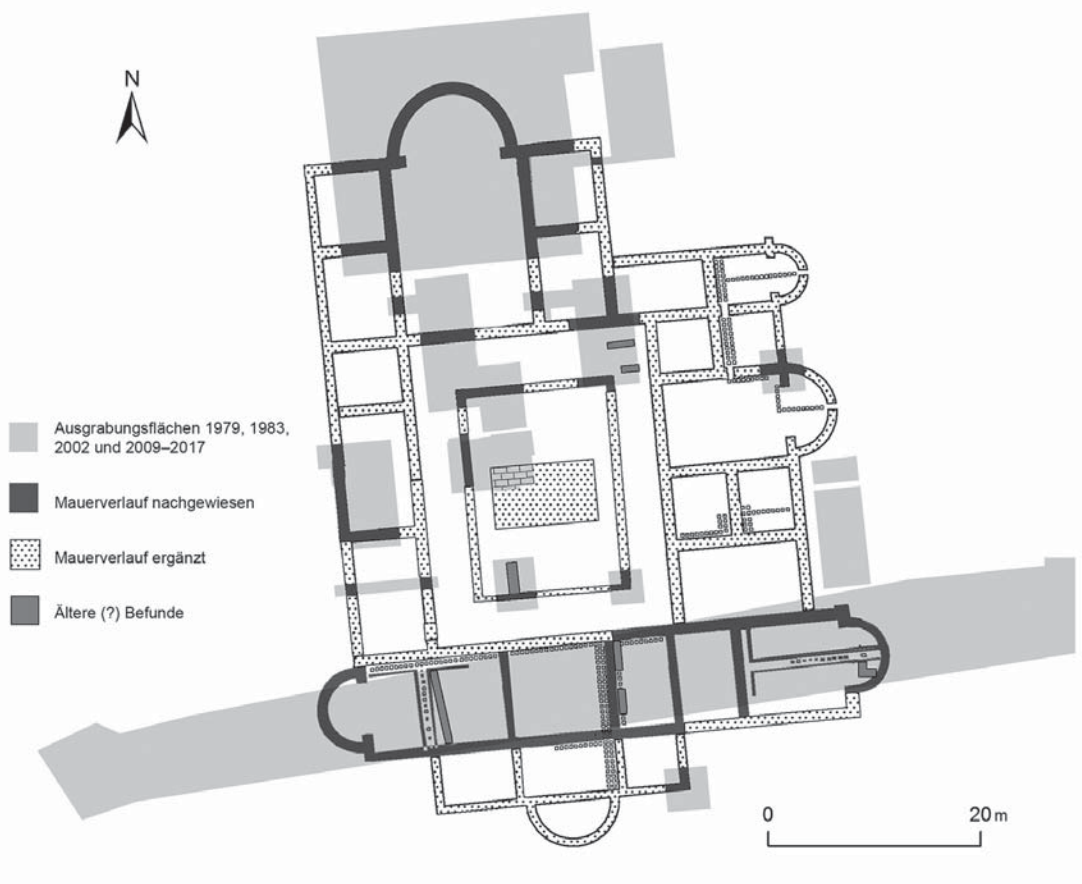 N
Ausgrabungsflächen 1979, 1983,
2002 und 2009–2017
Mauerverlauf nachgewiesen
Mauerverlauf ergänzt
Ältere (?) Befunde
0 20 m